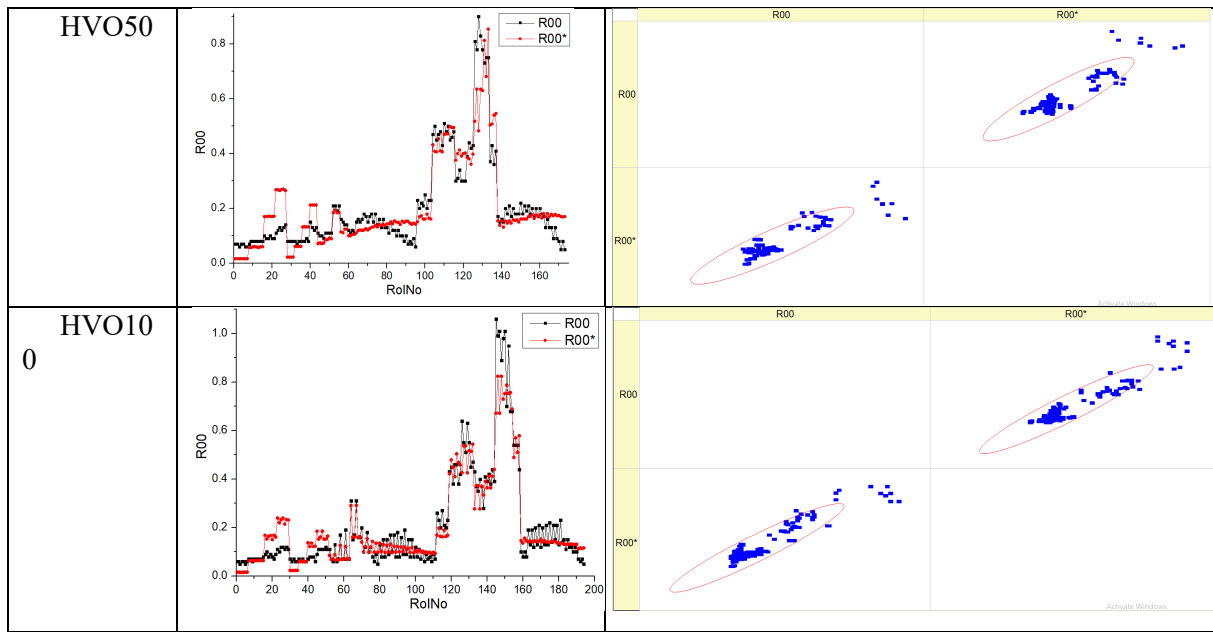 HVO50
R00
R00*
0.8
0.6
0.4
0.2
0.0
R00
0 20 40 60 80 100 120 140 160
RoINo
R00 R00*
R00
R00*
Activate Windows
HVO10
0
R00
R00*
1.0
0.8
0.6
0.4
0.2
0.0
R00
0 20 40 60 80 100 120 140 160 180 200
RoINo
R00 R00*
R00
R00*
Activate Windows